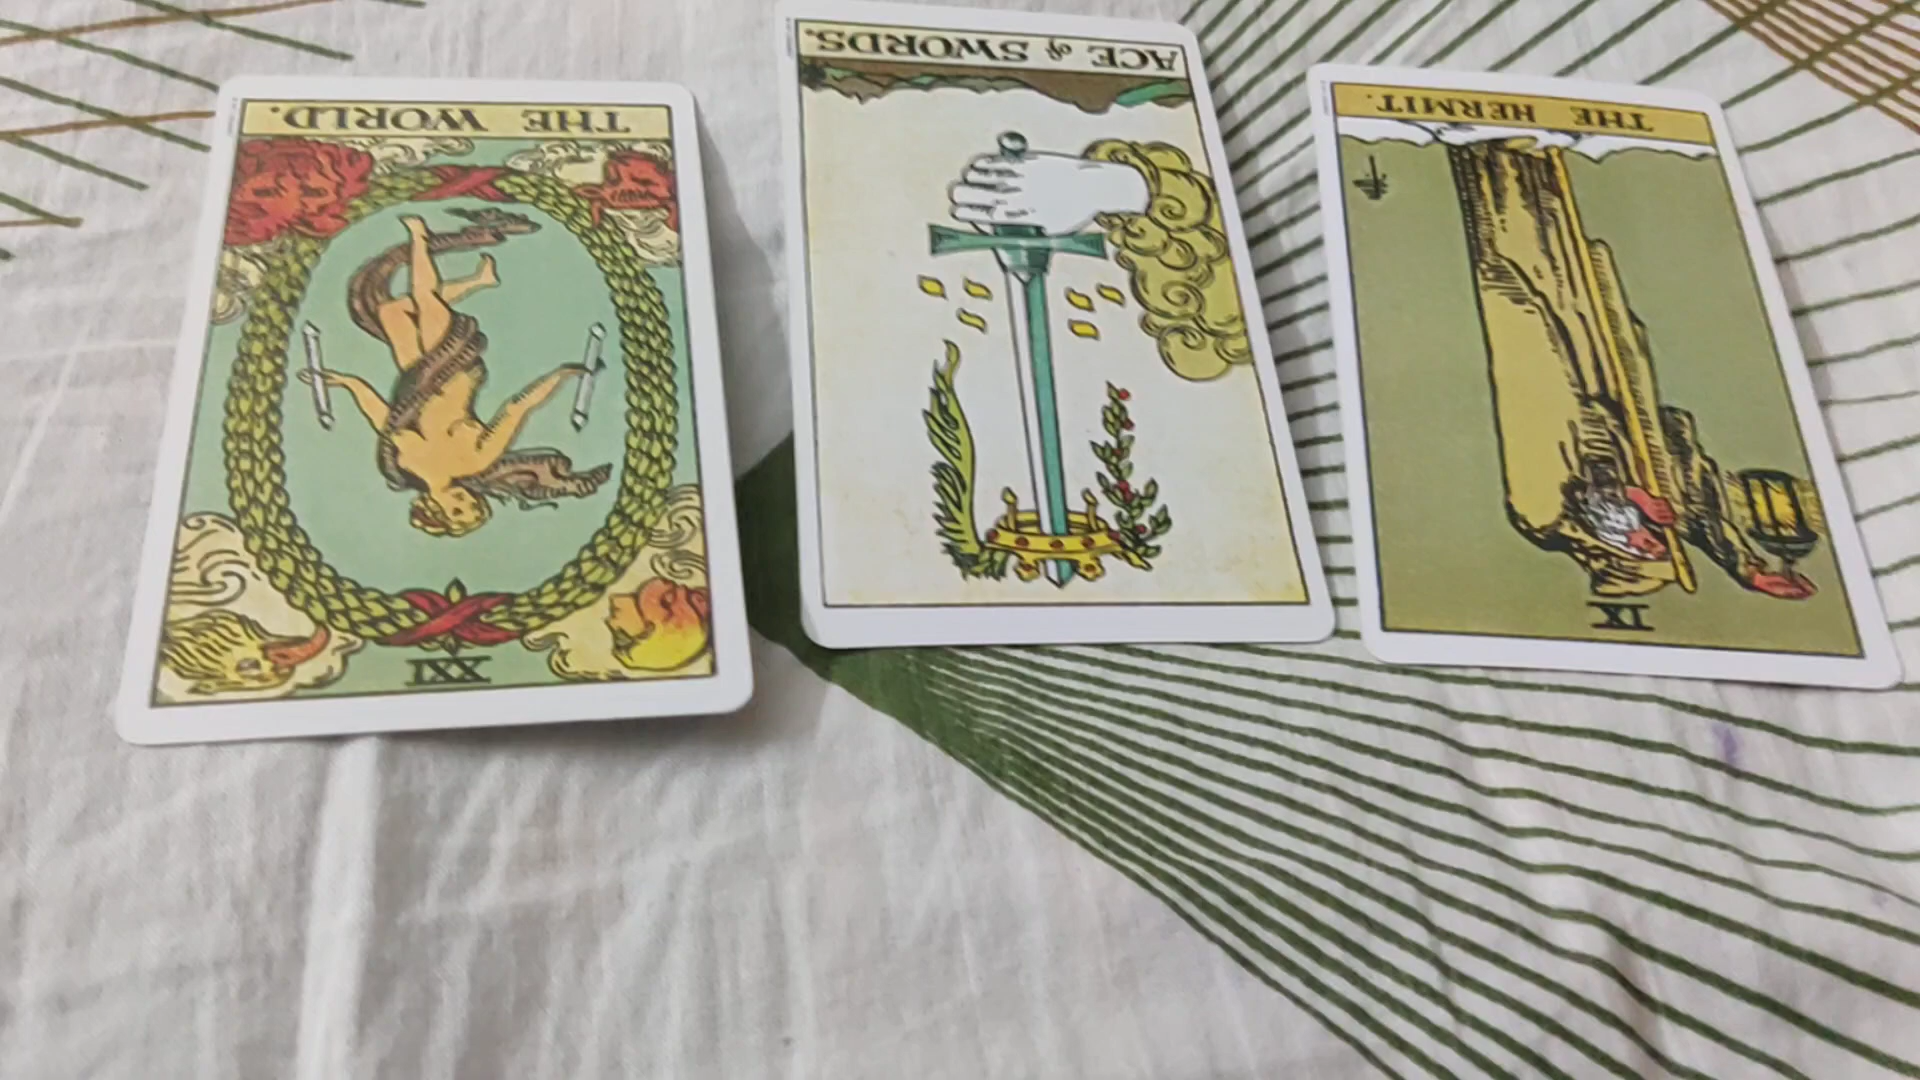 THE WORLD.
XXI
ACE of SWORDS.
THE HERMIT.
IX